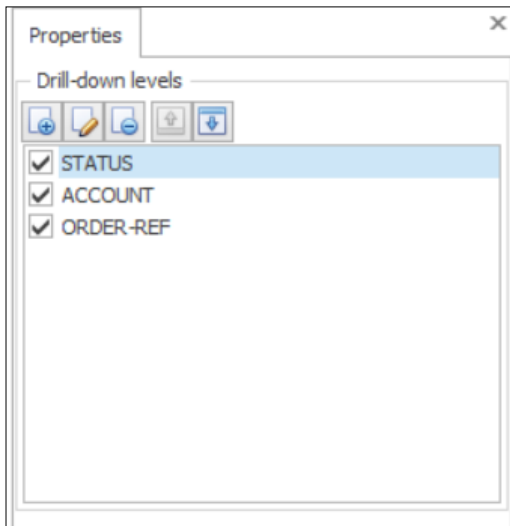 Properties
Drill-down levels
STATUS
ACCOUNT
ORDER-REF